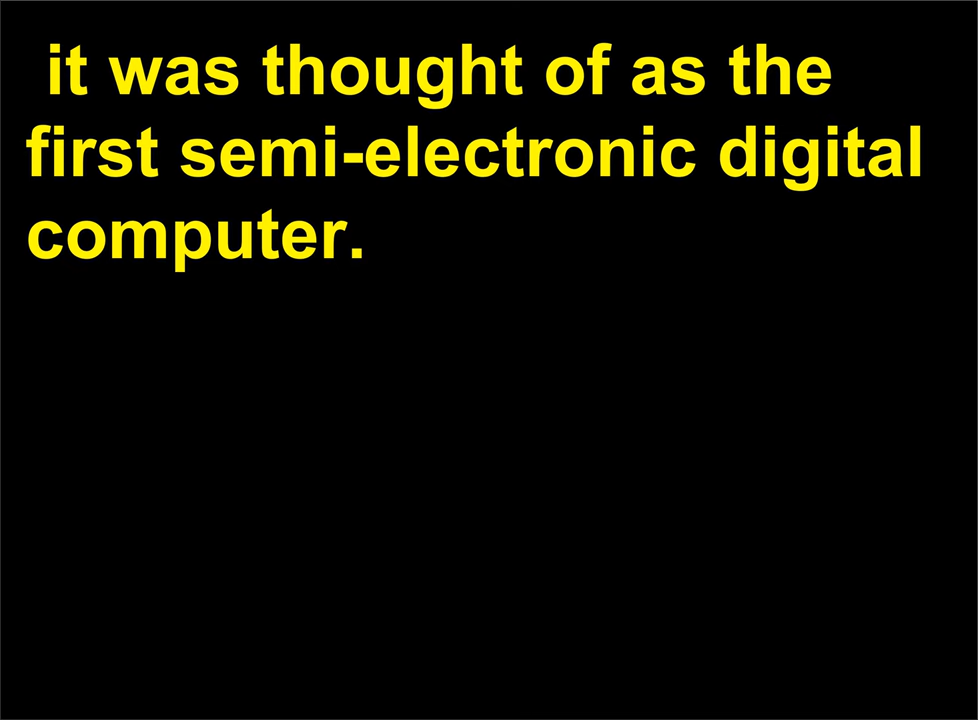 it was thought of as the
first semi-electronic digital
computer.